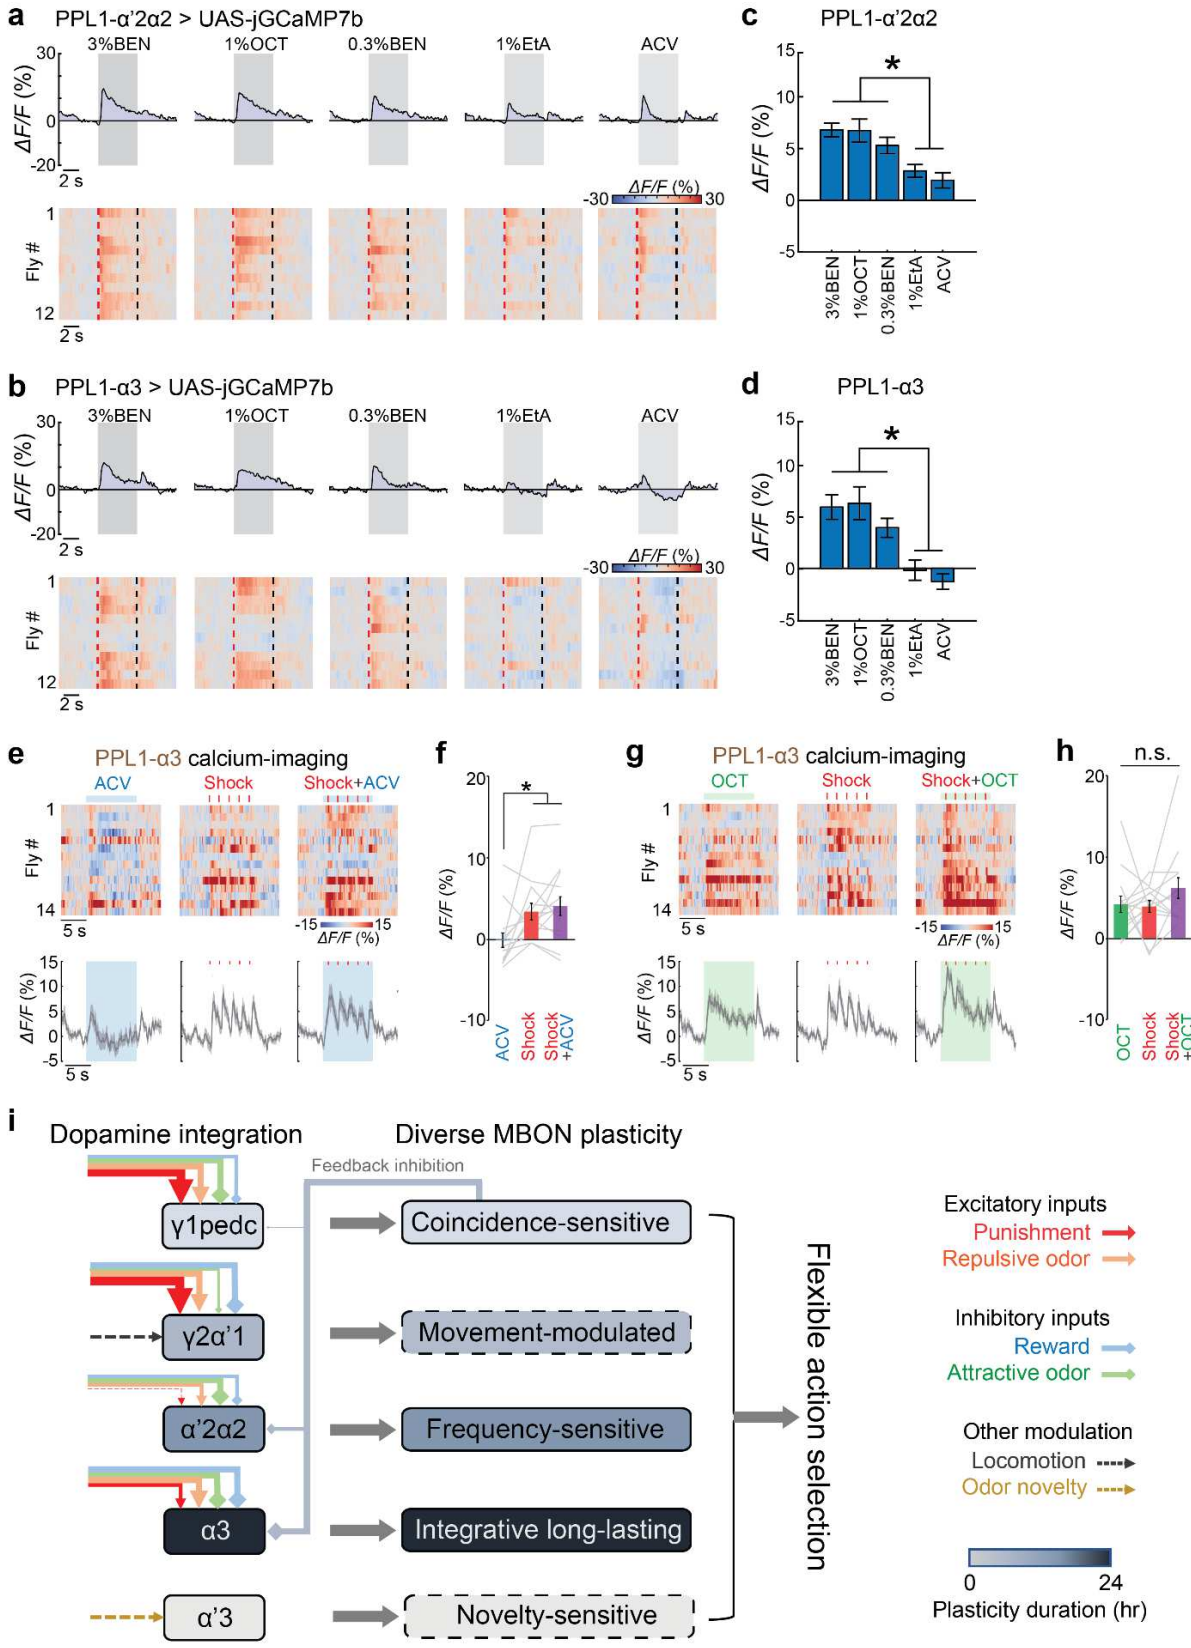 a PPL1-α'2α2 > UAS-jGCaMP7b
3%BEN 1%OCT 0.3%BEN 1%EtA ACV
30
0
-20
ΔF/F (%)
2 s
ΔF/F (%)
-30 30
1
Fly #
12
2 s
c PPL1-α'2α2
15
10
5
0
-5
ΔF/F (%)
*
3%BEN
1%OCT
0.3%BEN
1%EtA
ACV
b PPL1-α3 > UAS-jGCaMP7b
3%BEN 1%OCT 0.3%BEN 1%EtA ACV
30
0
-20
ΔF/F (%)
2 s
ΔF/F (%)
-30 30
1
Fly #
12
2 s
d PPL1-α3
15
10
5
0
-5
ΔF/F (%)
*
3%BEN
1%OCT
0.3%BEN
1%EtA
ACV
e PPL1-α3 calcium-imaging
ACV Shock Shock+ACV
1
Fly #
14
5 s
-15 15
ΔF/F (%)
15
10
5
0
-5
ΔF/F (%)
5 s
f
20
10
0
-10
ΔF/F (%)
*
ACV
Shock
Shock
+ACV
g PPL1-α3 calcium-imaging
OCT Shock Shock+OCT
1
Fly #
14
5 s
-15 15
ΔF/F (%)
15
10
5
0
-5
ΔF/F (%)
5 s
h
n.s.
20
10
0
-10
ΔF/F (%)
OCT
Shock
Shock
+OCT
i
Dopamine integration Diverse MBON plasticity
Feedback inhibition
γ1pedc Coincidence-sensitive
γ2α'1 Movement-modulated
α'2α2 Frequency-sensitive
α3 Integrative long-lasting
α'3 Novelty-sensitive
Flexible action selection
Excitatory inputs
Punishment
Repulsive odor
Inhibitory inputs
Reward
Attractive odor
Other modulation
Locomotion
Odor novelty
0 24
Plasticity duration (hr)